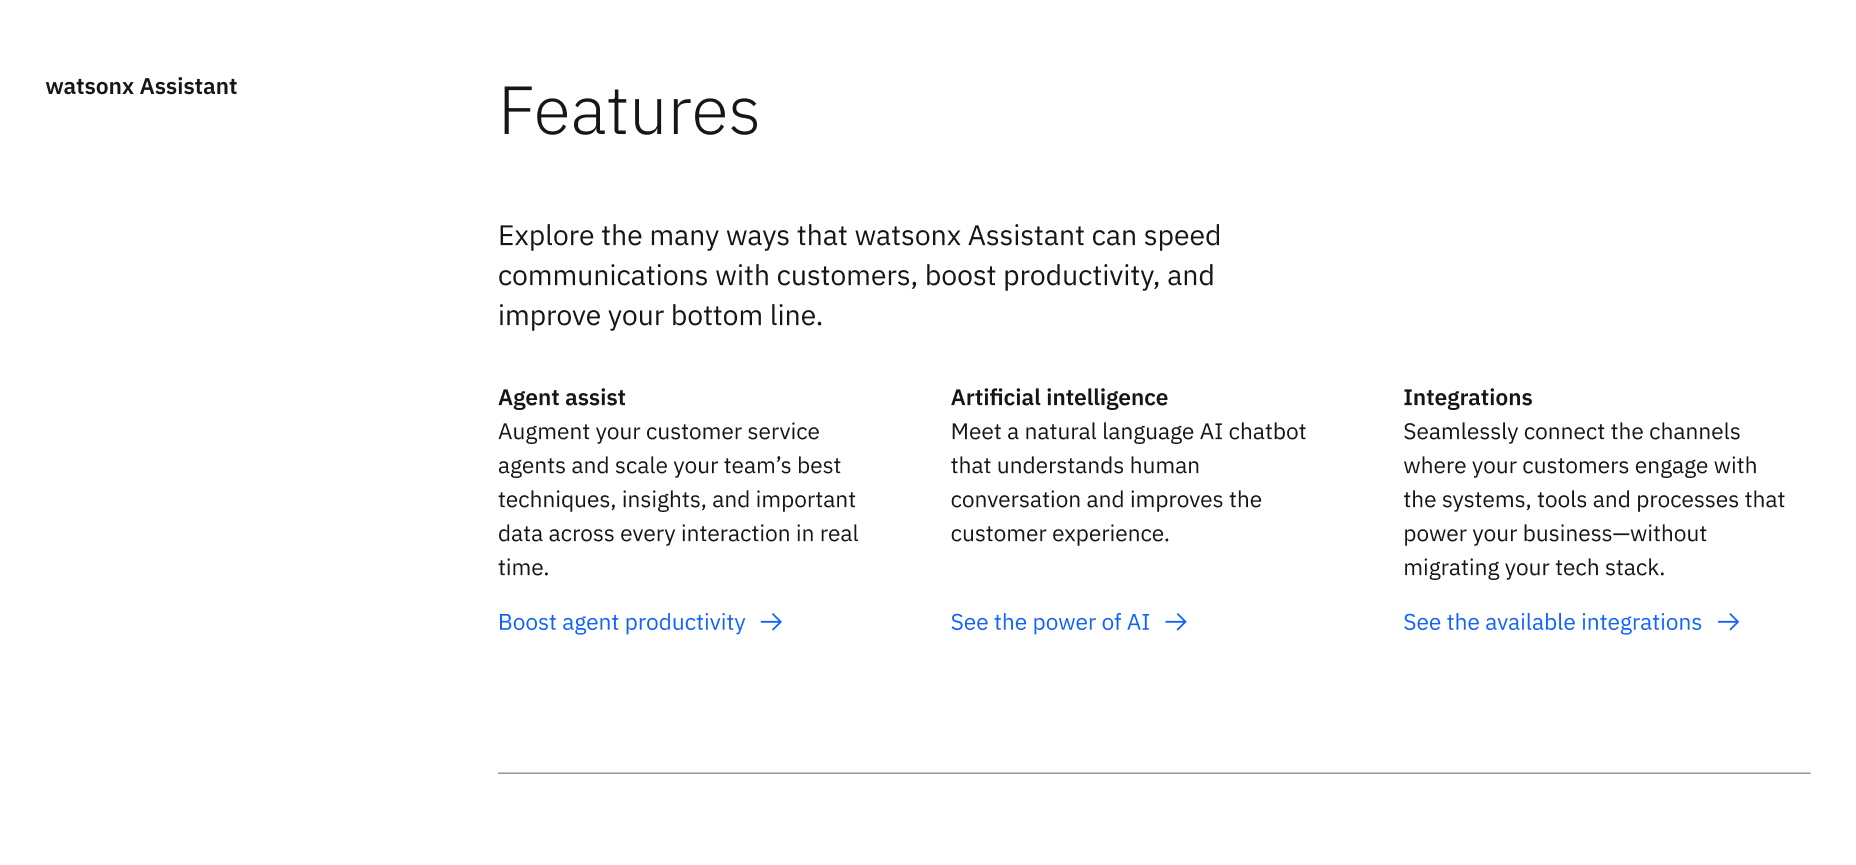 watsonx Assistant
Features
Explore the many ways that watsonx Assistant can speed
communications with customers, boost productivity, and
improve your bottom line.
Agent assist
Augment your customer service
agents and scale your team’s best
techniques, insights, and important
data across every interaction in real
time.
Boost agent productivity →
Artificial intelligence
Meet a natural language AI chatbot
that understands human
conversation and improves the
customer experience.
See the power of AI →
Integrations
Seamlessly connect the channels
where your customers engage with
the systems, tools and processes that
power your business—without
migrating your tech stack.
See the available integrations →